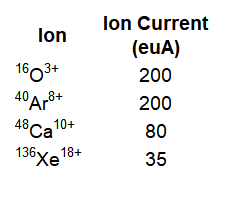 Ion Ion Current
(euA)
¹⁶O³⁺ 200
⁴⁰Ar⁸⁺ 200
⁴⁸Ca¹⁰⁺ 80
¹³⁶Xe¹⁸⁺ 35